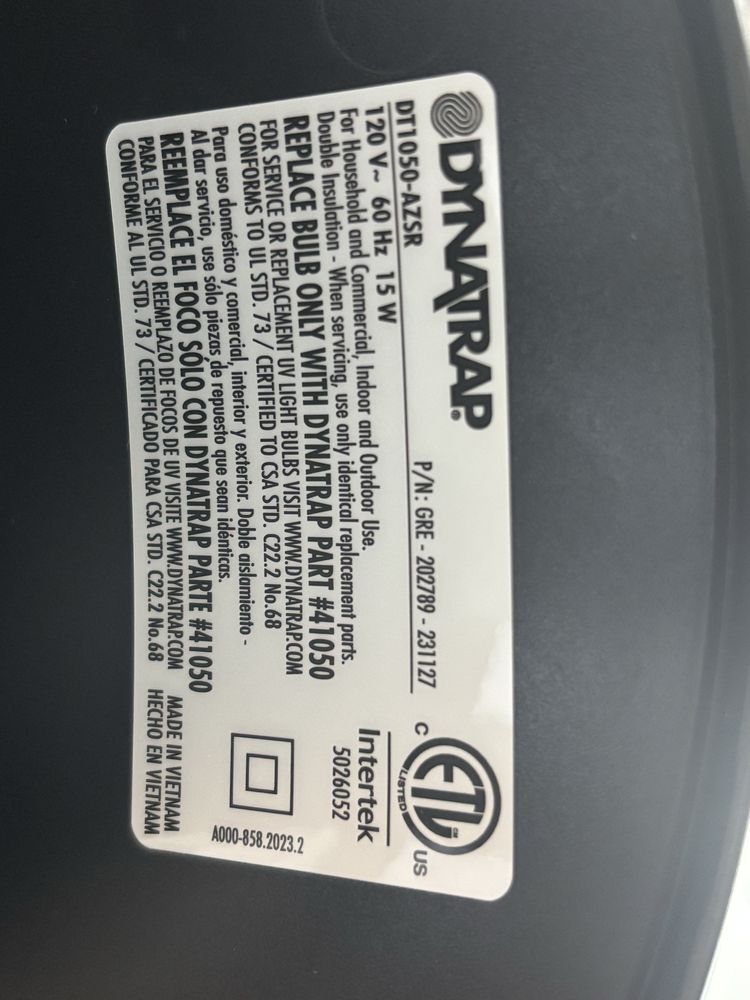 DYNATRAP®
DT1050-AZSR P/N: GRE - 202789 - 231127
120 V~ 60 Hz 15 W
For Household and Commercial, Indoor and Outdoor Use.
Double Insulation - When servicing, use only identical replacement parts.
REPLACE BULB ONLY WITH DYNATRAP PART #41050
FOR SERVICE OR REPLACEMENT UV LIGHT BULBS VISIT WWW.DYNATRAP.COM
CONFORMS TO UL STD. 73 / CERTIFIED TO CSA STD. C22.2 No.68
Para uso doméstico y comercial, interior y exterior. Doble aislamiento -
Al dar servicio, use sólo piezas de repuesto que sean idénticas.
REEMPLACE EL FOCO SÓLO CON DYNATRAP PARTE #41050
PARA EL SERVICIO O REEMPLAZO DE FOCOS DE UV VISITE WWW.DYNATRAP.COM
CONFORME AL UL STD. 73 / CERTIFICADO PARA CSA STD. C22.2 No.68
C ETL CM US
LISTED
Intertek
5026052
A000-858.2023.2
MADE IN VIETNAM
HECHO EN VIETNAM